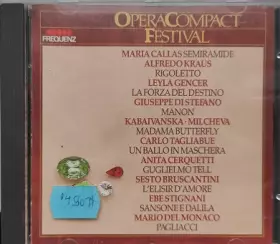 OPERACOMPACT
FESTIVAL
FREQUENZ
MARIA CALLAS SEMIRAMIDE
ALFREDO KRAUS
RIGOLETTO
LEYLA GENCER
LA FORZA DEL DESTINO
GIUSEPPE DI STEFANO
MANON
KABAIVANSKA - MILCHEVA
MADAMA BUTTERFLY
CARLO TAGLIABUE
UN BALLO IN MASCHERA
ANITA CERQUETTI
GUGLIELMO TELL
SESTO BRUSCANTINI
L'ELISIR D'AMORE
EBE STIGNANI
SANSONE E DALILA
MARIO DEL MONACO
PAGLIACCI